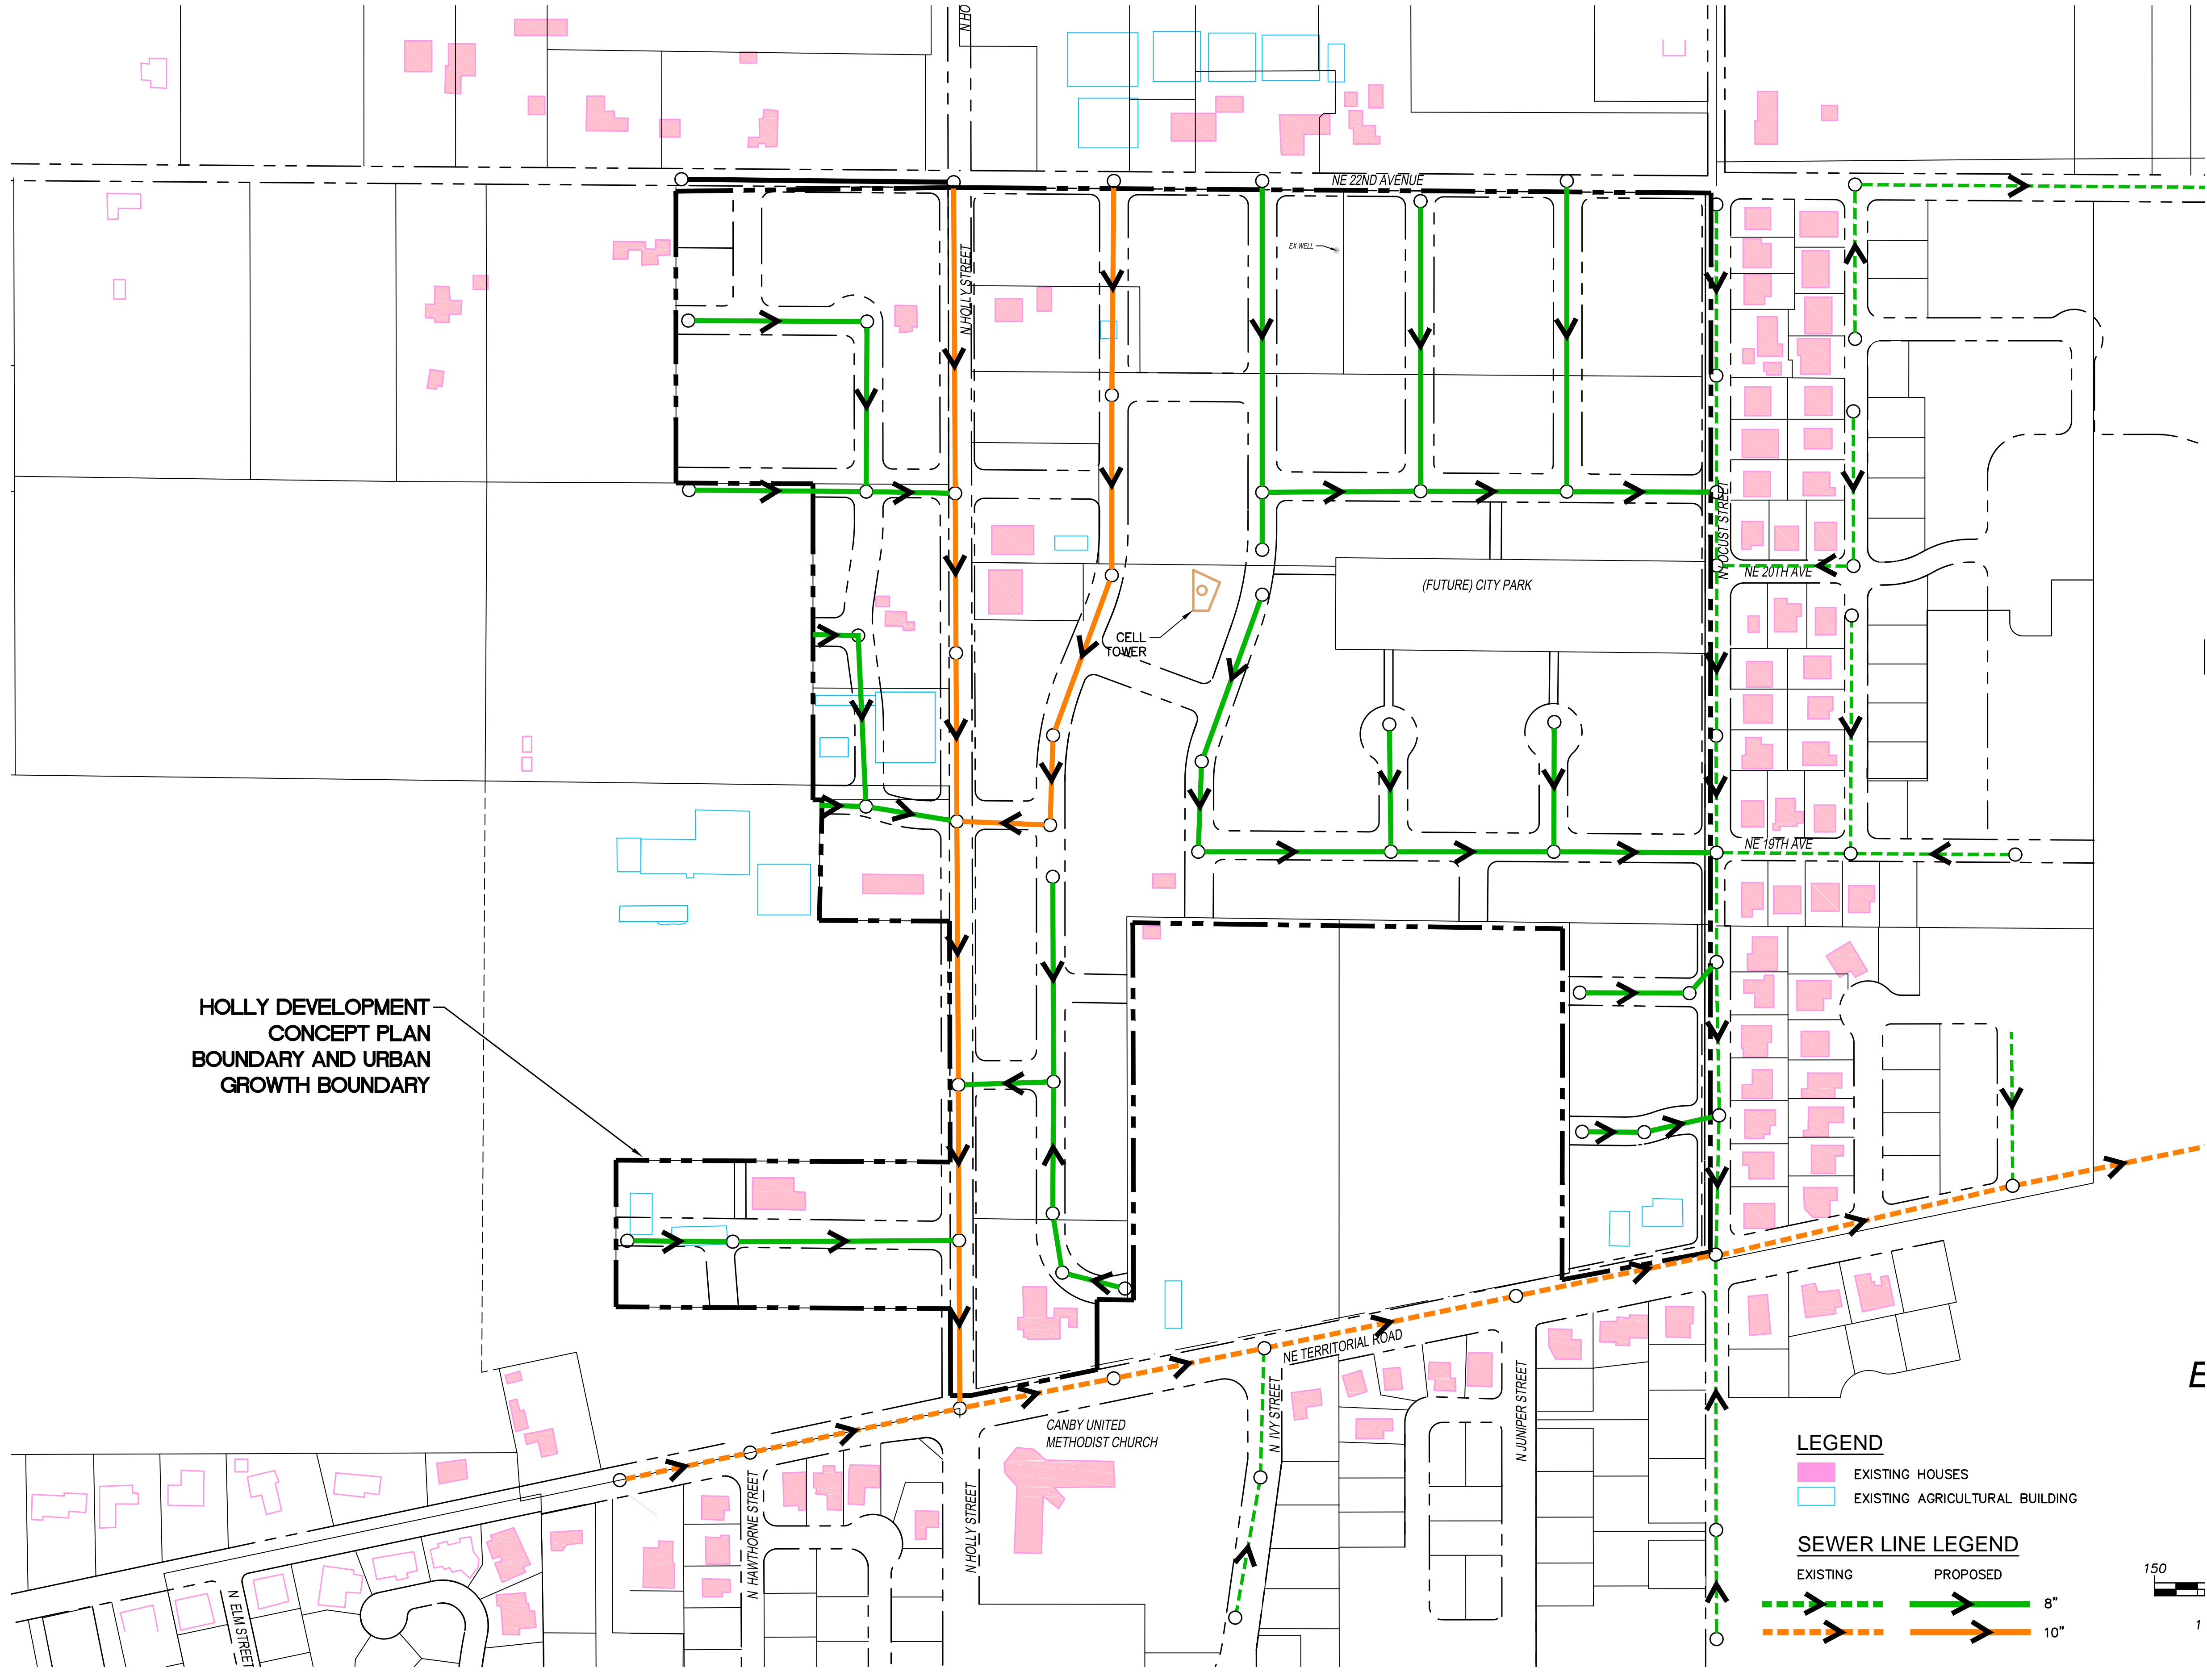 N HO
NE 22ND AVENUE
N HOLLY STREET
EX WELL
N LOCUST STREET
NE 20TH AVE
(FUTURE) CITY PARK
CELL
TOWER
NE 19TH AVE
HOLLY DEVELOPMENT
CONCEPT PLAN
BOUNDARY AND URBAN
GROWTH BOUNDARY
NE TERRITORIAL ROAD
CANBY UNITED
METHODIST CHURCH
N IVY STREET
N JUNIPER STREET
N HAWTHORNE STREET
N HOLLY STREET
N ELM STREET
E
LEGEND
EXISTING HOUSES
EXISTING AGRICULTURAL BUILDING
SEWER LINE LEGEND
EXISTING PROPOSED
8"
10"
150
1